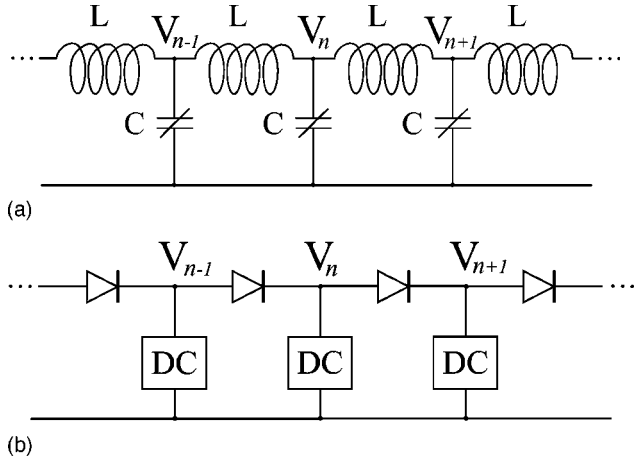 L V_{n-1} L V_n L V_{n+1} L
... ...
C C C
(a)
V_{n-1} V_n V_{n+1}
... ...
DC DC DC
(b)